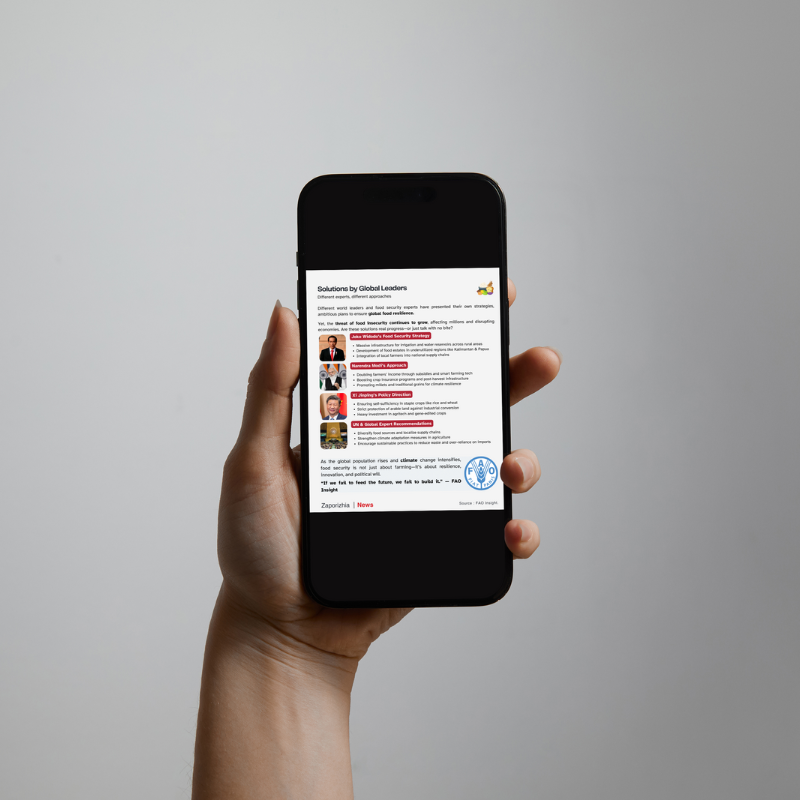 Solutions by Global Leaders
Different experts, different approaches
Different world leaders and food security experts have presented their own strategies,
ambitious plans to ensure global food resilience.
Yet, the threat of food insecurity continues to grow, affecting millions and disrupting
economies. Are these solutions real progress—or just talk with no bite?
Joko Widodo's Food Security Strategy
• Massive infrastructure for irrigation and water reservoirs across rural areas
• Development of food estates in underutilized regions like Kalimantan & Papua
• Integration of local farmers into national supply chains
Narendra Modi's Approach
• Doubling farmers' income through subsidies and smart farming tech
• Boosting crop insurance programs and post-harvest infrastructure
• Promoting millets and traditional grains for climate resilience
Xi Jinping's Policy Direction
• Ensuring self-sufficiency in staple crops like rice and wheat
• Strict protection of arable land against industrial conversion
• Heavy investment in agritech and gene-edited crops
UN & Global Expert Recommendations
• Diversify food sources and localize supply chains
• Strengthen climate adaptation measures in agriculture
• Encourage sustainable practices to reduce waste and over-reliance on imports
As the global population rises and climate change intensifies,
food security is not just about farming—it's about resilience,
innovation, and political will.
"If we fail to feed the future, we fail to build it." — FAO
Insight
F A O
FIAT PANIS
Zaporizhia | News
Source : FAO Insight